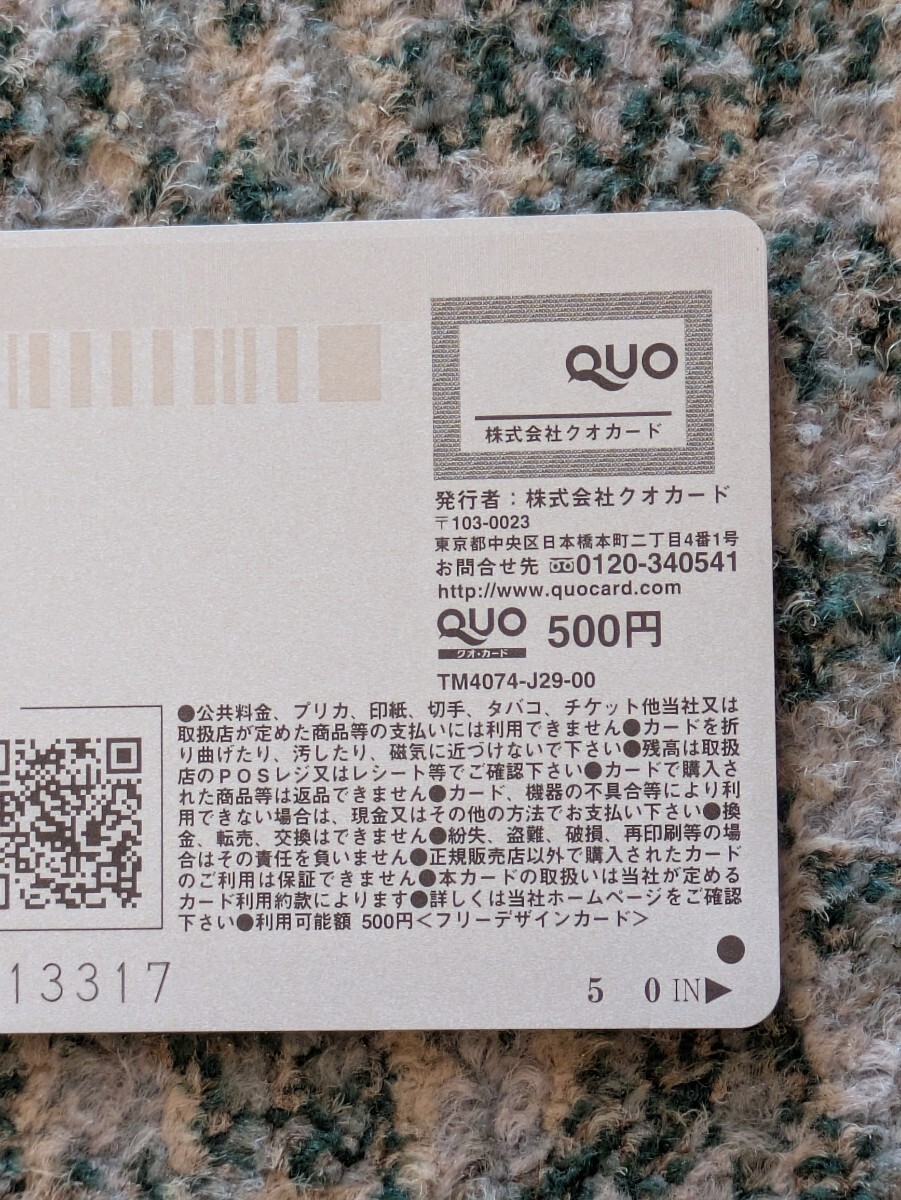 QUO
株式会社クオカード
発行者：株式会社クオカード
〒103-0023
東京都中央区日本橋本町二丁目4番1号
お問合せ先 0120-340541
http://www.quocard.com
QUO 500円
クオ・カード
TM4074-J29-00
●公共料金、プリカ、印紙、切手、タバコ、チケット他当社又は
取扱店が定めた商品等の支払いには利用できません●カードを折
り曲げたり、汚したり、磁気に近づけないで下さい●残高は取扱
店のＰＯＳレジ又はレシート等でご確認下さい●カードで購入さ
れた商品等は返品できません●カード、機器の不具合等により利
用できない場合は、現金又はその他の方法でお支払い下さい●換
金、転売、交換はできません●紛失、盗難、破損、再印刷等の場
合はその責任を負いません●正規販売店以外で購入されたカード
のご利用は保証できません●本カードの取扱いは当社が定める
カード利用約款によります●詳しくは当社ホームページをご確認
下さい●利用可能額 500円<フリーデザインカード>
13317
5 0 IN▶